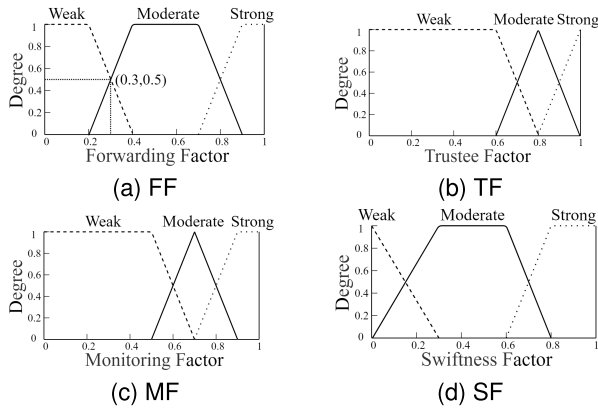 Weak Moderate Strong
1
0.8
0.6
0.4
0.2
0
Degree
(0.3,0.5)
0 0.2 0.4 0.6 0.8 1
Forwarding Factor
(a) FF
Weak Moderate Strong
1
0.8
0.6
0.4
0.2
0
Degree
0 0.2 0.4 0.6 0.8 1
Trustee Factor
(b) TF
Weak Moderate Strong
1
0.8
0.6
0.4
0.2
0
Degree
0 0.2 0.4 0.6 0.8 1
Monitoring Factor
(c) MF
Weak Moderate Strong
1
0.8
0.6
0.4
0.2
0
Degree
0 0.2 0.4 0.6 0.8 1
Swiftness Factor
(d) SF